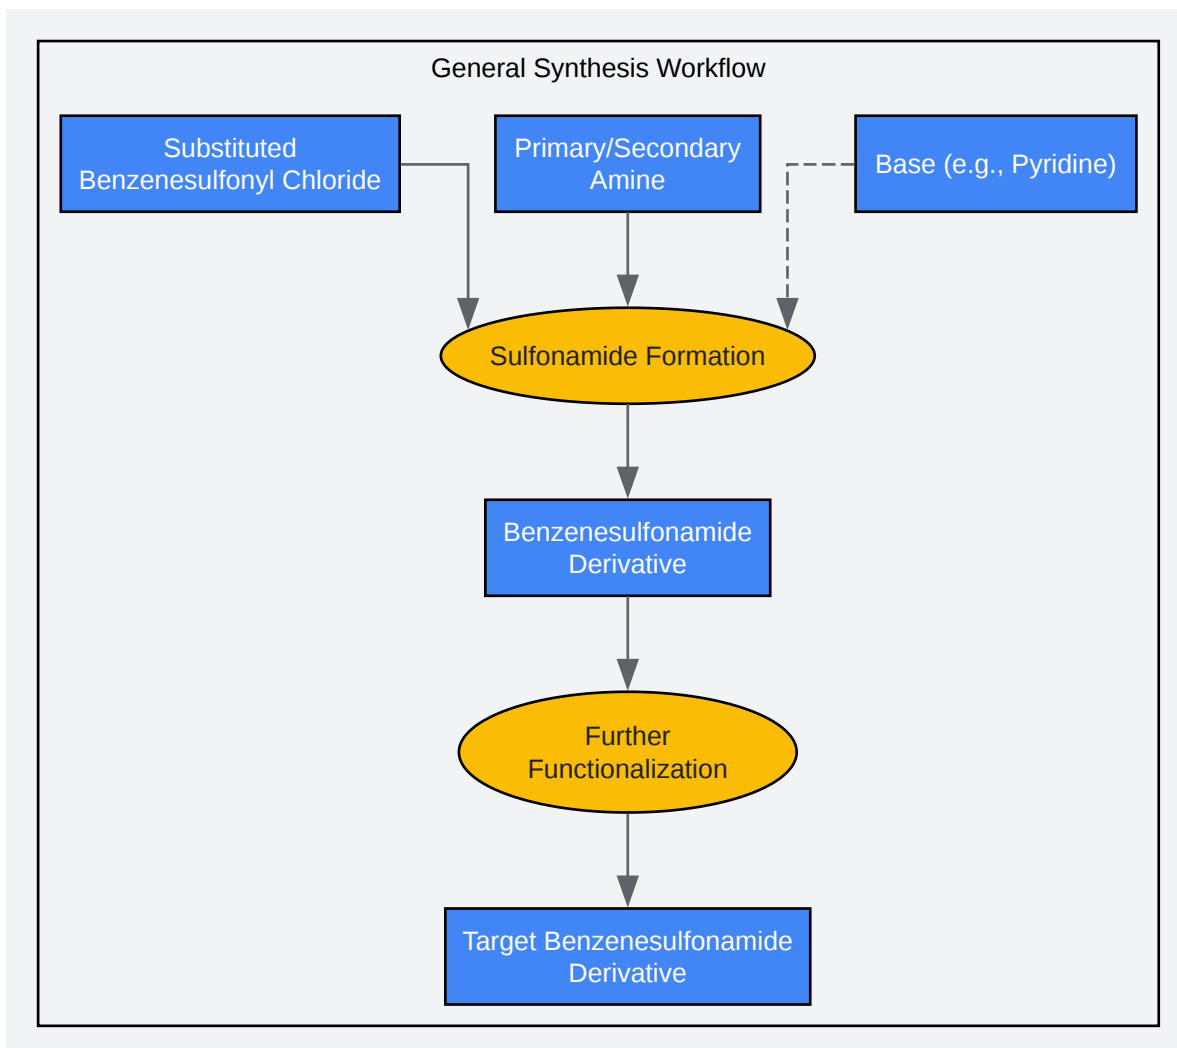 General Synthesis Workflow
Substituted
Benzenesulfonyl Chloride
Primary/Secondary
Amine
Base (e.g., Pyridine)
Sulfonamide Formation
Benzenesulfonamide
Derivative
Further
Functionalization
Target Benzenesulfonamide
Derivative